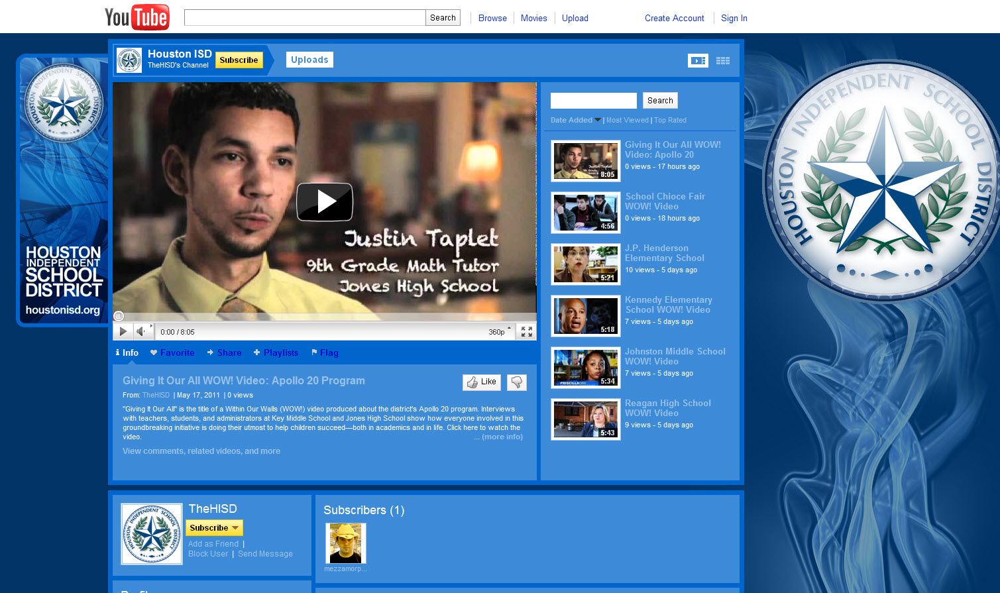 YouTube
Search
Browse
Movies
Upload
Create Account
Sign In
Houston ISD
TheHISD's Channel
Subscribe
Uploads
HOUSTON INDEPENDENT SCHOOL DISTRICT
HOUSTON
INDEPENDENT
SCHOOL
DISTRICT
houstonisd.org
Justin Taplet
9th Grade Math Tutor
Jones High School
0:00 / 8:05
360p
Info
Favorite
Share
Playlists
Flag
Giving It Our All WOW! Video: Apollo 20 Program
Like
From: TheHISD | May 17, 2011 | 0 views
"Giving It Our All" is the title of a Within Our Walls (WOW!) video produced about the district's Apollo 20 program. Interviews
with teachers, students, and administrators at Key Middle School and Jones High School show how everyone involved in this
groundbreaking initiative is doing their utmost to help children succeed—both in academics and in life. Click here to watch the
video.
... (more info)
View comments, related videos, and more
Search
Date Added | Most Viewed | Top Rated
Justin Taplet
8:05
Giving It Our All WOW!
Video: Apollo 20
0 views - 17 hours ago
4:56
School Chioce Fair
WOW! Video
0 views - 18 hours ago
5:21
J.P. Henderson
Elementary School
10 views - 5 days ago
5:18
Kennedy Elementary
School WOW! Video
7 views - 5 days ago
PRISCILLA
5:34
Johnston Middle School
WOW! Video
7 views - 5 days ago
5:43
Reagan High School
WOW! Video
9 views - 5 days ago
HOUSTON INDEPENDENT SCHOOL DISTRICT
HOUSTON INDEPENDENT SCHOOL DISTRICT
TheHISD
Subscribe
Add as Friend |
Block User | Send Message
Subscribers (1)
mezzamorp...